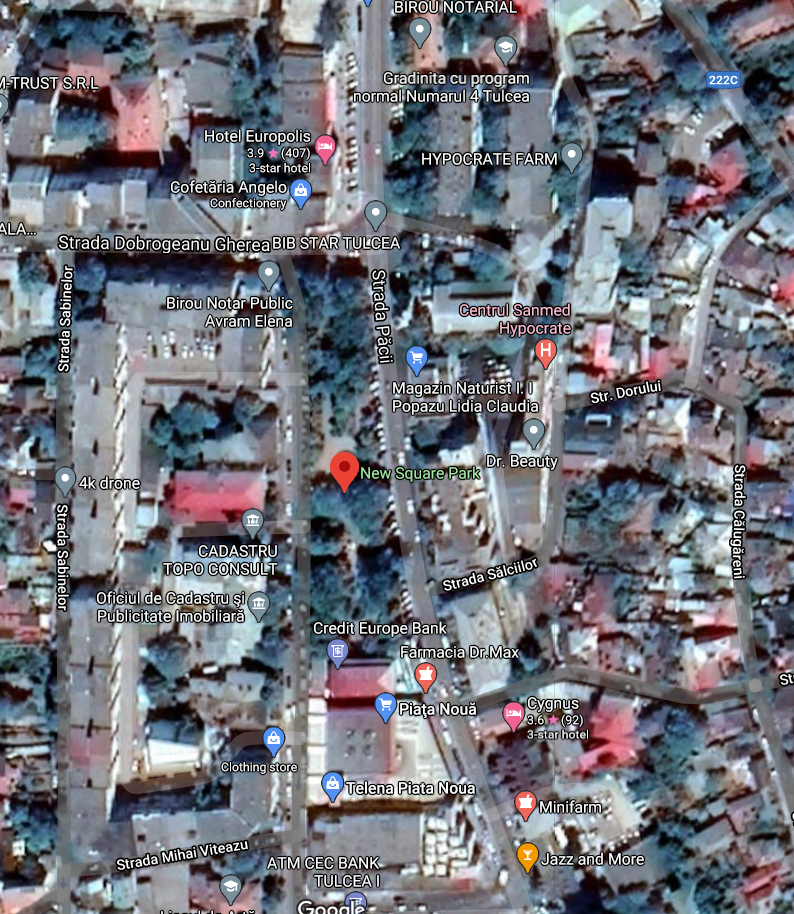 BIROU NOTARIAL
222C
M-TRUST S.R.L
Gradinita cu program
normal Numarul 4 Tulcea
Hotel Europolis
3.9 ★ (407)
3-star hotel
HYPOCRATE FARM
Cofetăria Angelo
Confectionery
ALA...
Strada Dobrogeanu Gherea
BIB STAR TULCEA
Strada Sabinelor
Birou Notar Public
Avram Elena
Strada Păcii
Centrul Sanmed
Hypocrate
H
Magazin Naturist I. I
Popazu Lidia Claudia
Str. Dorului
Dr. Beauty
New Square Park
4k drone
Strada Sabinelor
Strada Călugăreni
CADASTRU
TOPO CONSULT
Strada Sălciilor
Oficiul de Cadastru și
Publicitate Imobiliară
Credit Europe Bank
Farmacia Dr.Max
St
Cygnus
3.6 ★ (92)
3-star hotel
Piața Nouă
Clothing store
Telena Piata Noua
Minifarm
Strada Mihai Viteazu
ATM CEC BANK
TULCEA I
Jazz and More
Google